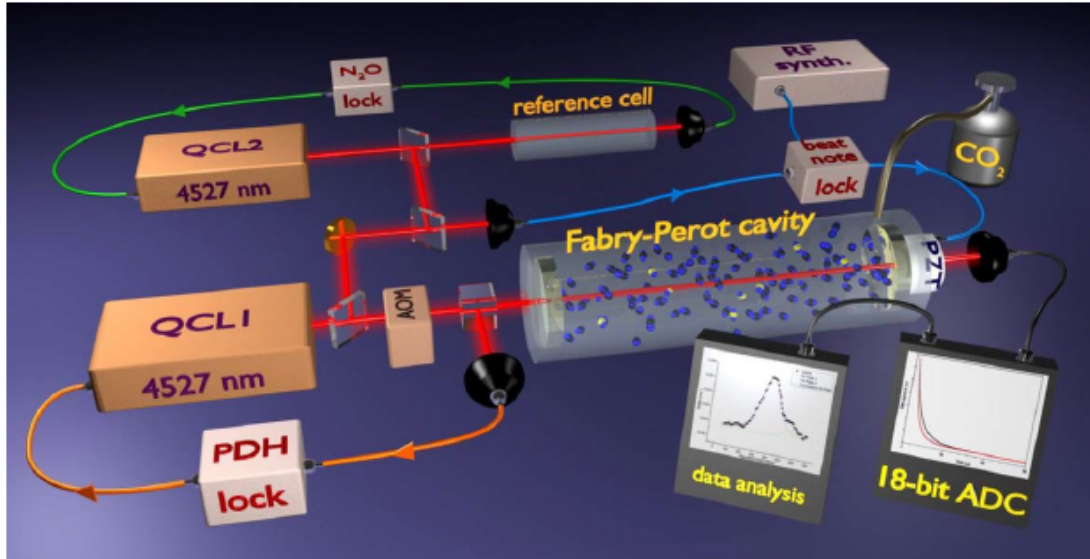 RF
synth.
N₂O
lock
reference cell
QCL2
4527 nm
beat
note
lock
CO₂
Fabry-Perot cavity
PZT
QCL1
4527 nm
AOM
PDH
lock
data analysis
18-bit ADC